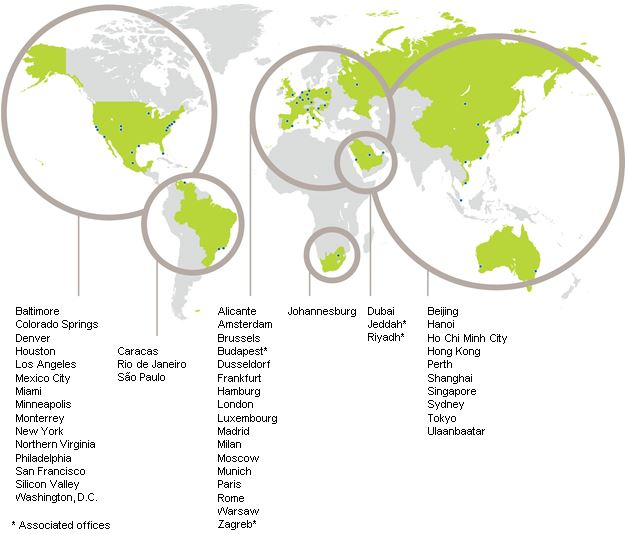 Baltimore
Colorado Springs
Denver
Houston
Los Angeles
Mexico City
Miami
Minneapolis
Monterrey
New York
Northern Virginia
Philadelphia
San Francisco
Silicon Valley
Washington, D.C.
* Associated offices
Caracas
Rio de Janeiro
São Paulo
Alicante
Amsterdam
Brussels
Budapest*
Dusseldorf
Frankfurt
Hamburg
London
Luxembourg
Madrid
Milan
Moscow
Munich
Paris
Rome
Warsaw
Zagreb*
Johannesburg
Dubai
Jeddah*
Riyadh*
Beijing
Hanoi
Ho Chi Minh City
Hong Kong
Perth
Shanghai
Singapore
Sydney
Tokyo
Ulaanbaatar